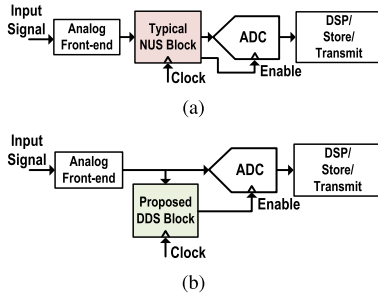 Input
Signal
Analog
Front-end
Typical
NUS Block
ADC
DSP/
Store/
Transmit
Clock
Enable
(a)
Input
Signal
Analog
Front-end
ADC
DSP/
Store/
Transmit
Proposed
DDS Block
Enable
Clock
(b)